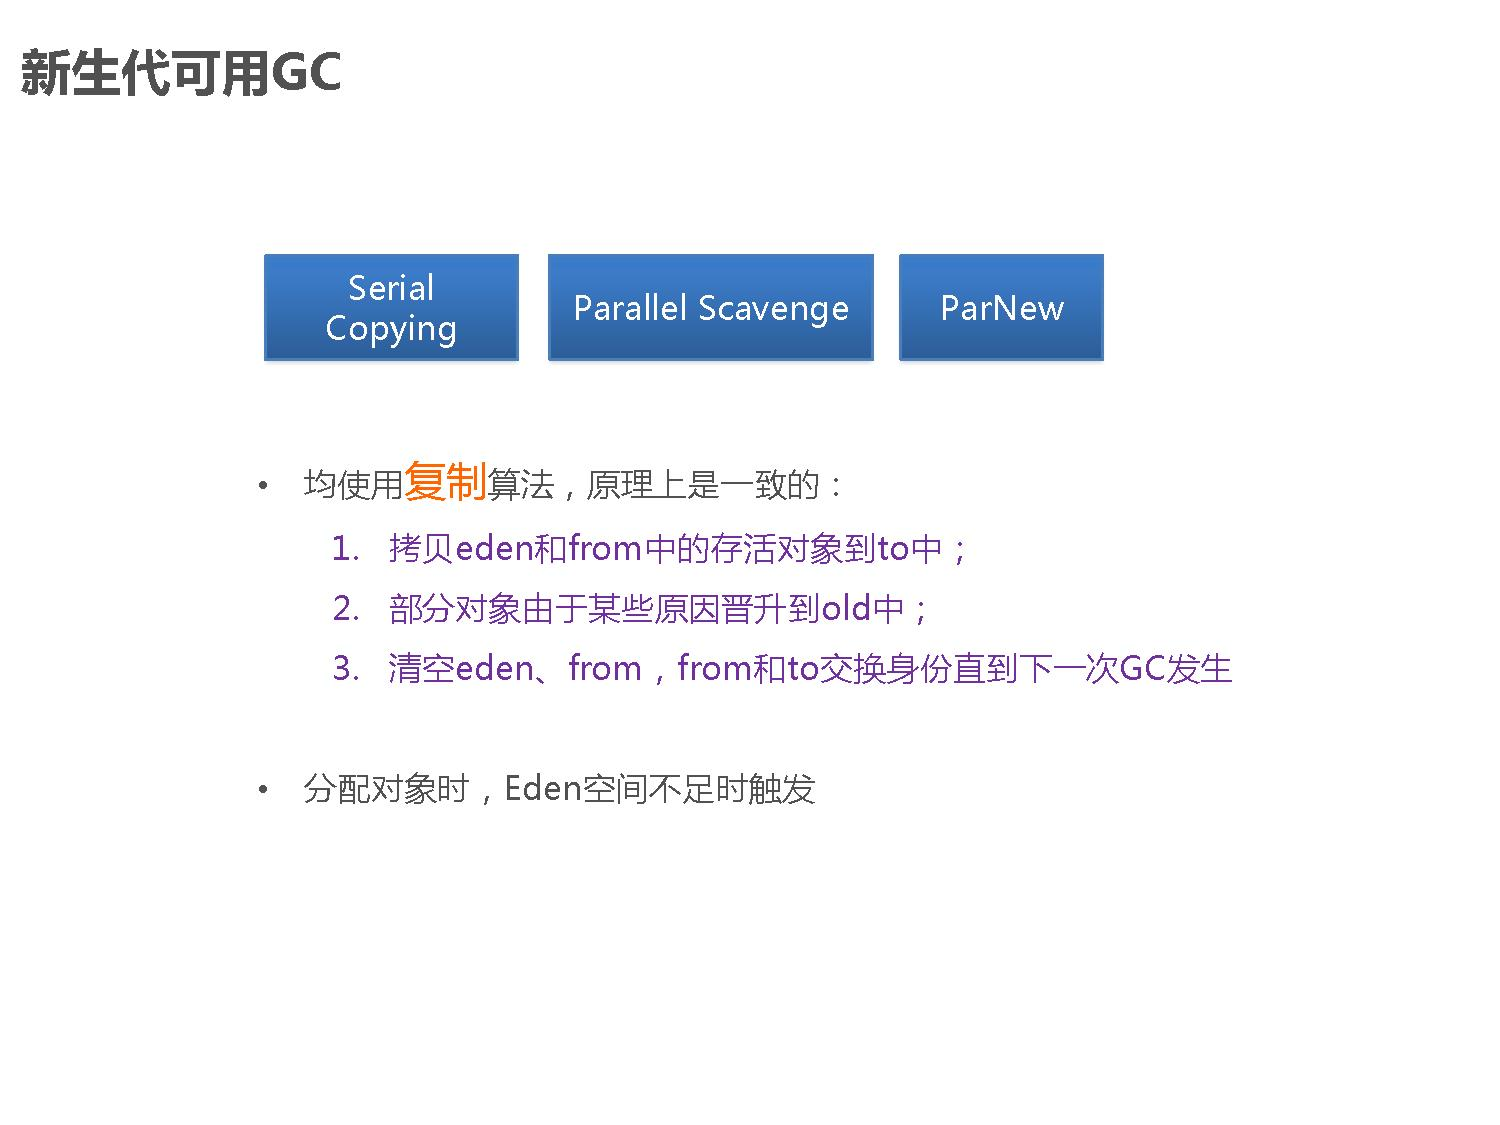 新生代可用GC
Serial
Copying
Parallel Scavenge
ParNew
• 均使用复制算法，原理上是一致的：
1. 拷贝eden和from中的存活对象到to中；
2. 部分对象由于某些原因晋升到old中；
3. 清空eden、from，from和to交换身份直到下一次GC发生
• 分配对象时，Eden空间不足时触发